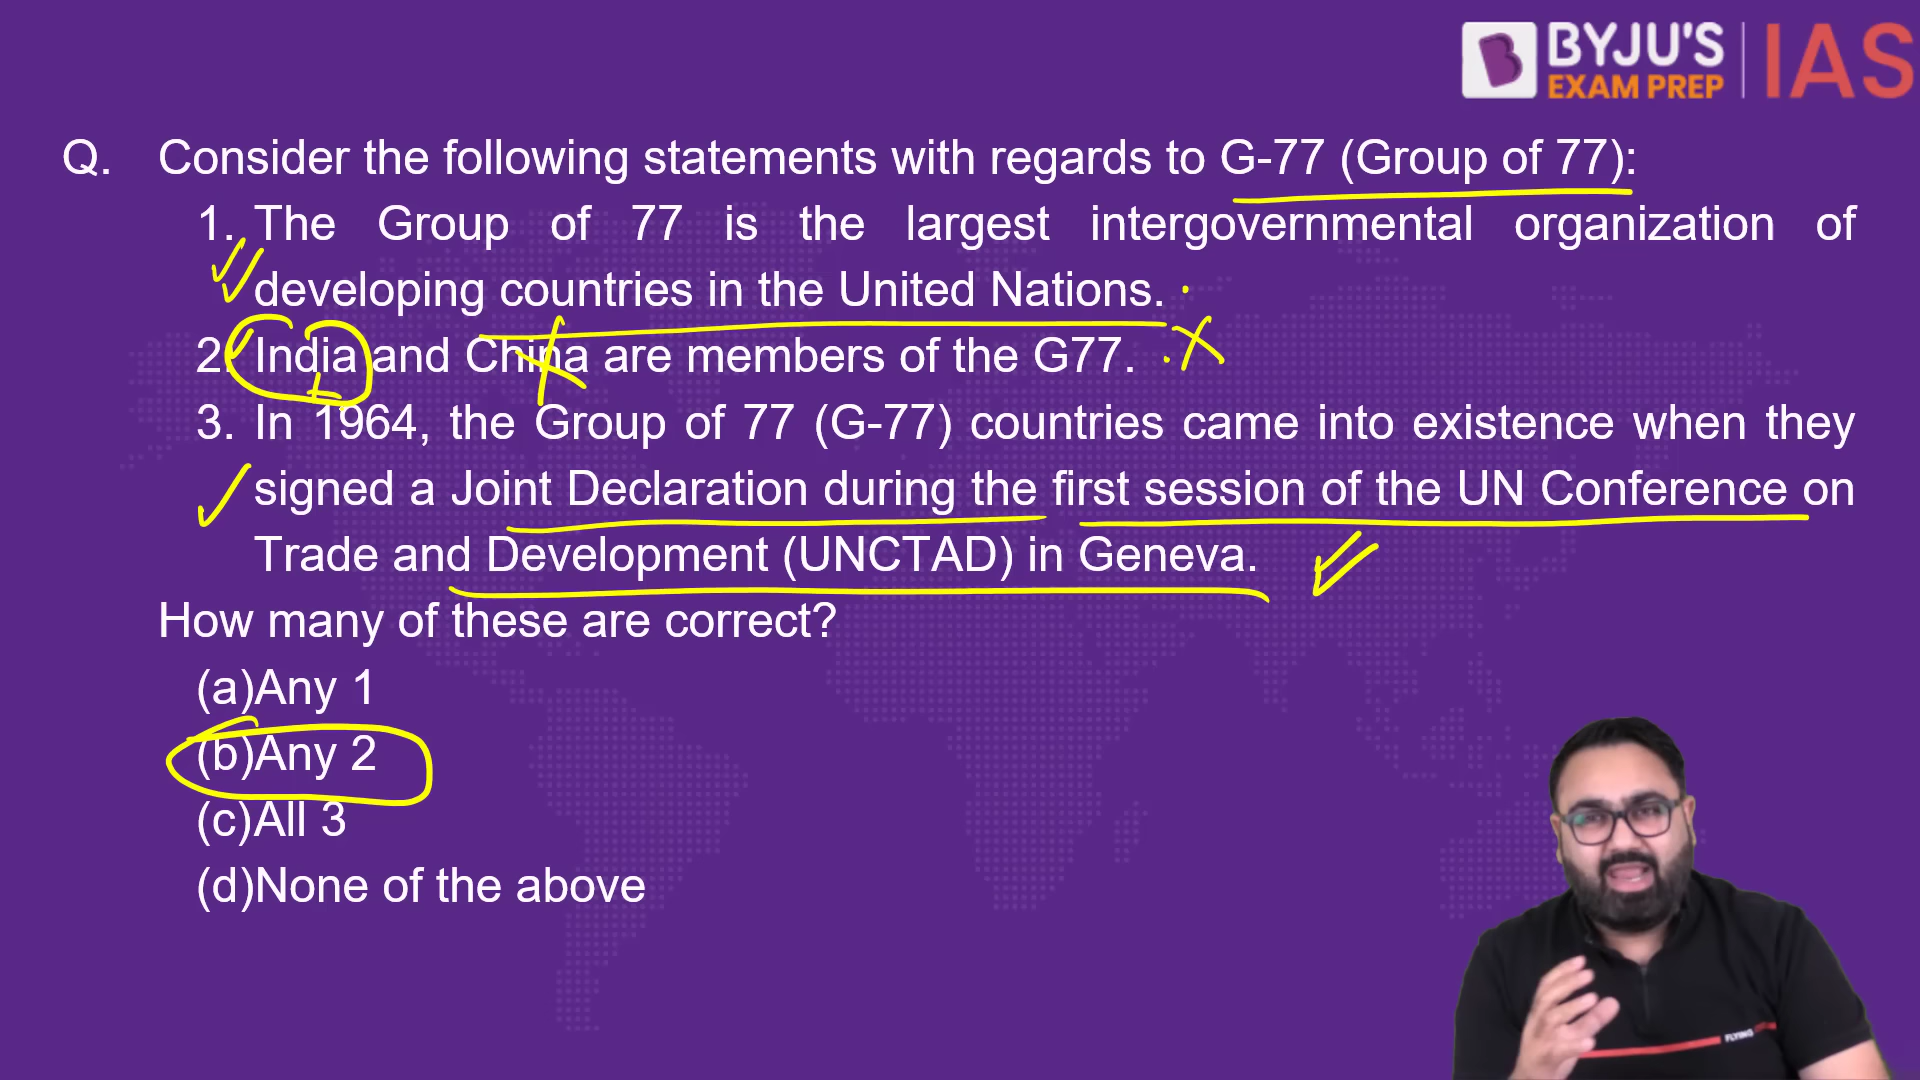 BYJU'S IAS
EXAM PREP
Q. Consider the following statements with regards to G-77 (Group of 77):
1. The Group of 77 is the largest intergovernmental organization of
developing countries in the United Nations.
2. India and China are members of the G77.
3. In 1964, the Group of 77 (G-77) countries came into existence when they
signed a Joint Declaration during the first session of the UN Conference on
Trade and Development (UNCTAD) in Geneva.
How many of these are correct?
(a)Any 1
(b)Any 2
(c)All 3
(d)None of the above
FLYING